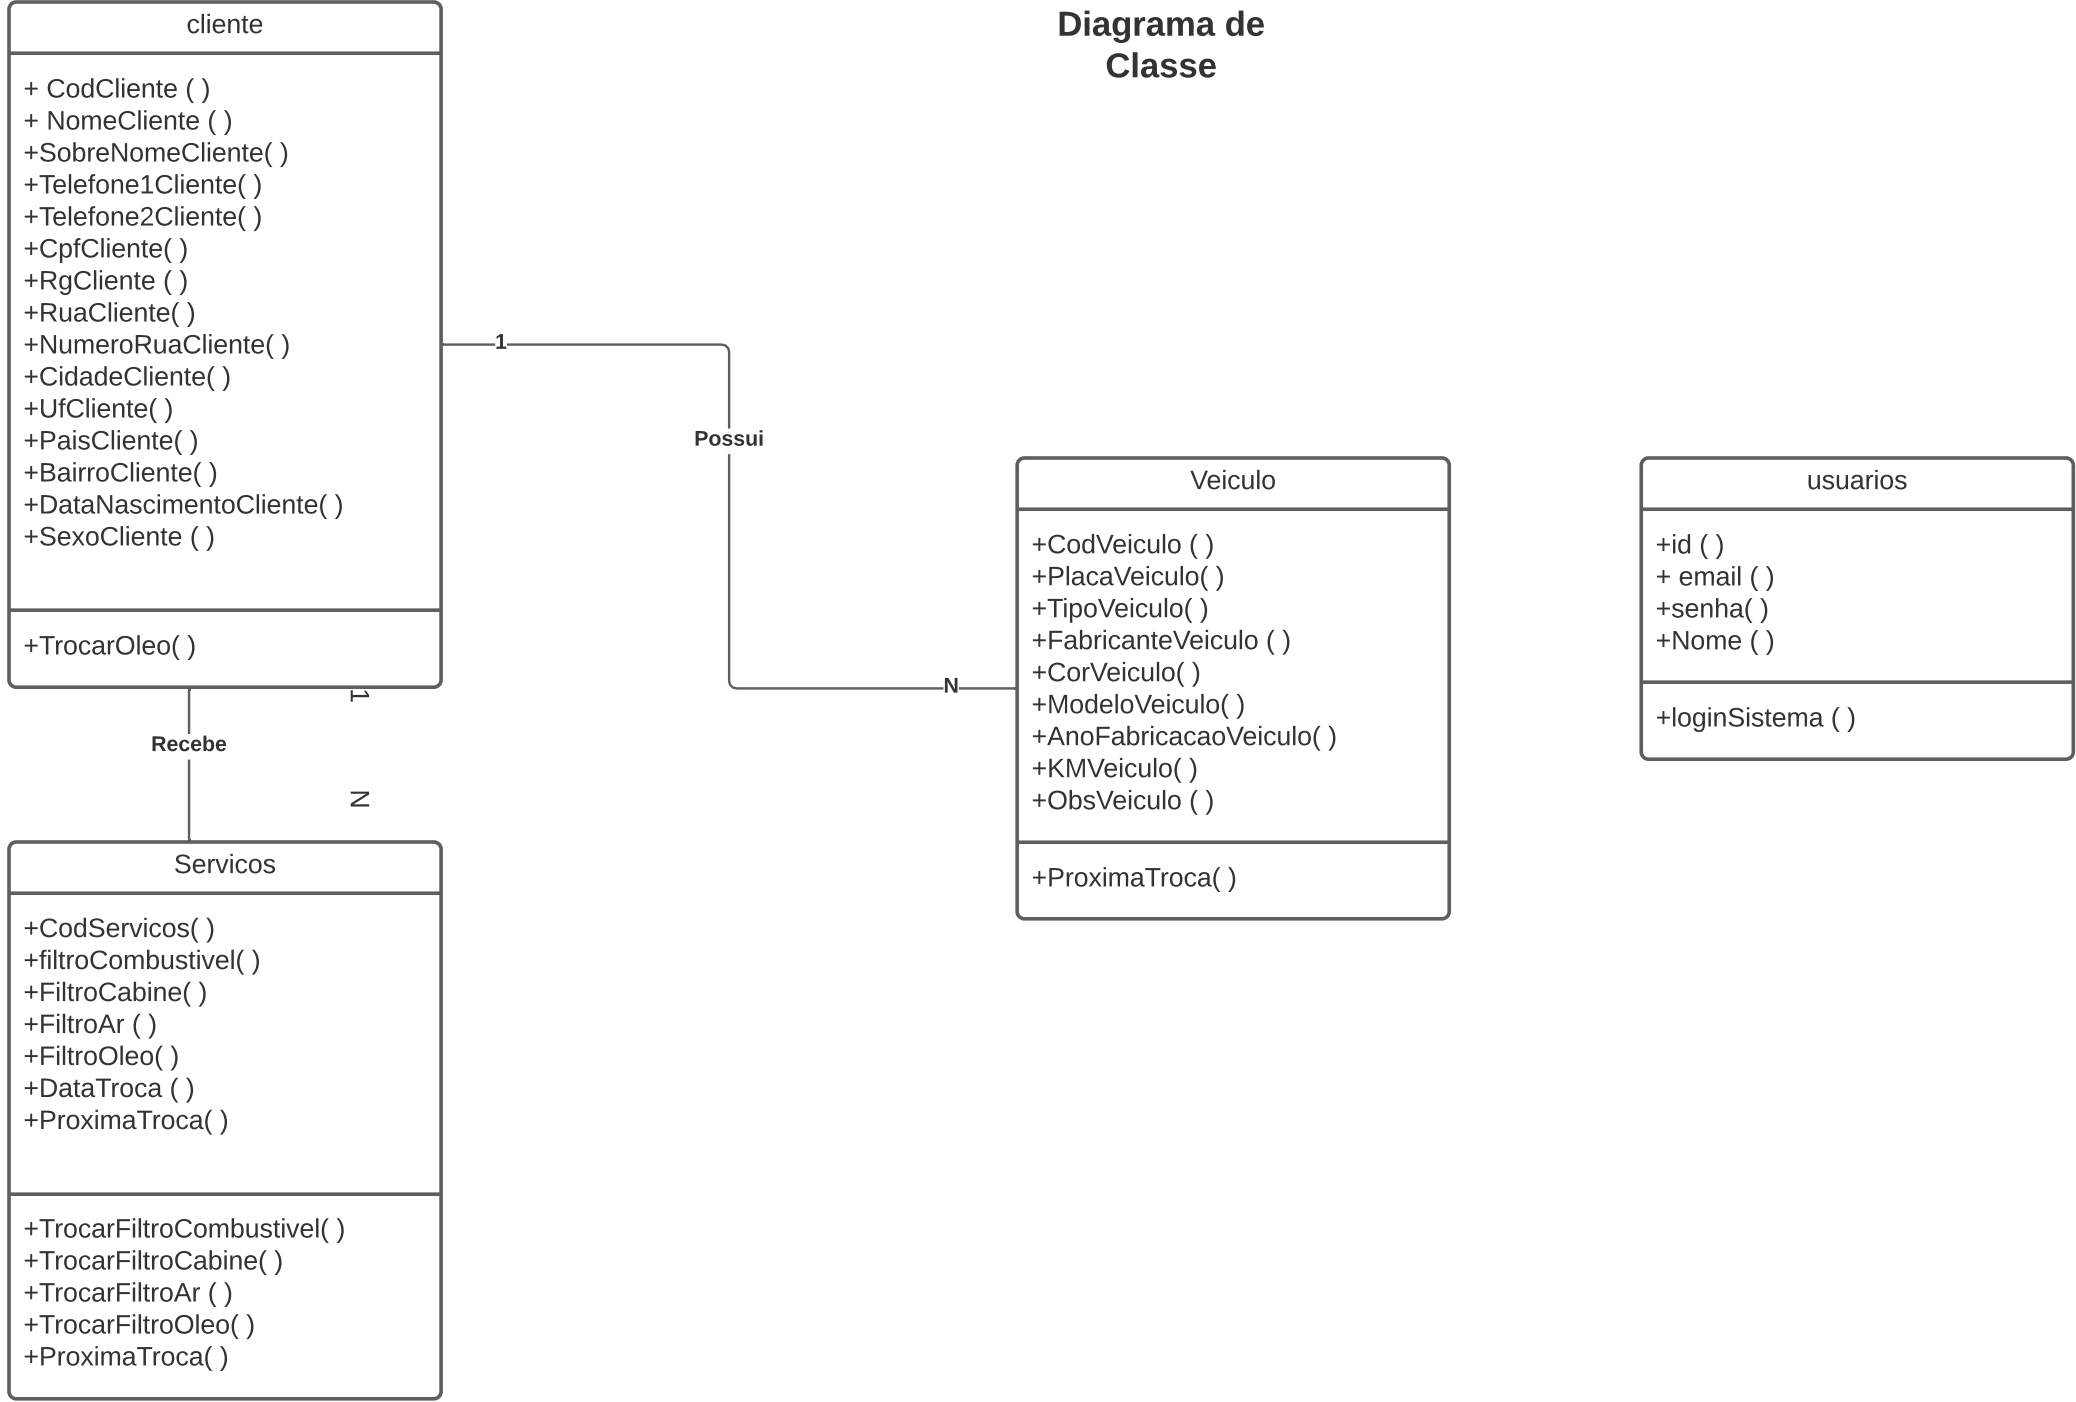 Diagrama de
Classe
cliente
+ CodCliente ( )
+ NomeCliente ( )
+SobreNomeCliente( )
+Telefone1Cliente( )
+Telefone2Cliente( )
+CpfCliente( )
+RgCliente ( )
+RuaCliente( )
+NumeroRuaCliente( )
+CidadeCliente( )
+UfCliente( )
+PaisCliente( )
+BairroCliente( )
+DataNascimentoCliente( )
+SexoCliente ( )
+TrocarOleo( )
1
Possui
N
1
Recebe
N
Servicos
+CodServicos( )
+filtroCombustivel( )
+FiltroCabine( )
+FiltroAr ( )
+FiltroOleo( )
+DataTroca ( )
+ProximaTroca( )
+TrocarFiltroCombustivel( )
+TrocarFiltroCabine( )
+TrocarFiltroAr ( )
+TrocarFiltroOleo( )
+ProximaTroca( )
Veiculo
+CodVeiculo ( )
+PlacaVeiculo( )
+TipoVeiculo( )
+FabricanteVeiculo ( )
+CorVeiculo( )
+ModeloVeiculo( )
+AnoFabricacaoVeiculo( )
+KMVeiculo( )
+ObsVeiculo ( )
+ProximaTroca( )
usuarios
+id ( )
+ email ( )
+senha( )
+Nome ( )
+loginSistema ( )